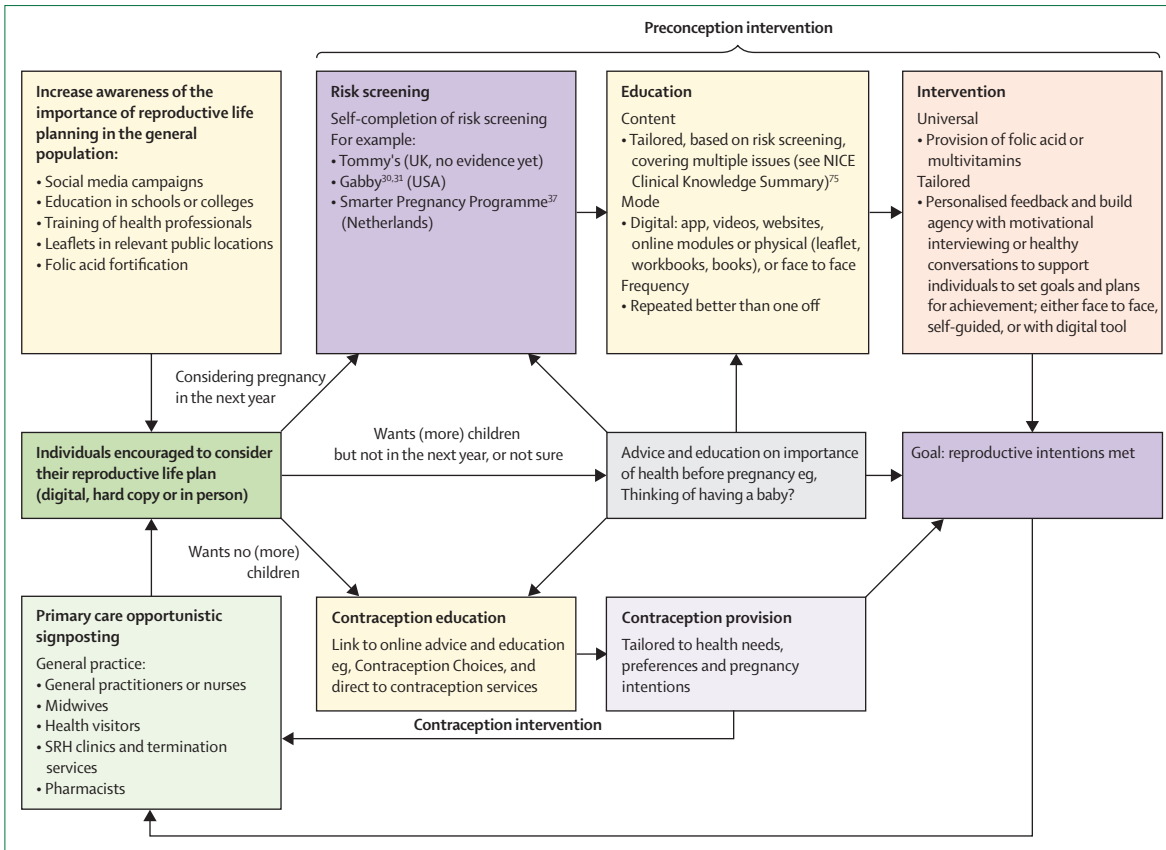 Preconception intervention
Increase awareness of the
importance of reproductive life
planning in the general
population:
• Social media campaigns
• Education in schools or colleges
• Training of health professionals
• Leaflets in relevant public locations
• Folic acid fortification
Risk screening
Self-completion of risk screening
For example:
• Tommy's (UK, no evidence yet)
• Gabby30,31 (USA)
• Smarter Pregnancy Programme37
(Netherlands)
Education
Content
• Tailored, based on risk screening,
covering multiple issues (see NICE
Clinical Knowledge Summary)75
Mode
• Digital: app, videos, websites,
online modules or physical (leaflet,
workbooks, books), or face to face
Frequency
• Repeated better than one off
Intervention
Universal
• Provision of folic acid or
multivitamins
Tailored
• Personalised feedback and build
agency with motivational
interviewing or healthy
conversations to support
individuals to set goals and plans
for achievement; either face to face,
self-guided, or with digital tool
Considering pregnancy
in the next year
Individuals encouraged to consider
their reproductive life plan
(digital, hard copy or in person)
Wants (more) children
but not in the next year, or not sure
Advice and education on importance
of health before pregnancy eg,
Thinking of having a baby?
Goal: reproductive intentions met
Wants no (more)
children
Primary care opportunistic
signposting
General practice:
• General practitioners or nurses
• Midwives
• Health visitors
• SRH clinics and termination
services
• Pharmacists
Contraception education
Link to online advice and education
eg, Contraception Choices, and
direct to contraception services
Contraception provision
Tailored to health needs,
preferences and pregnancy
intentions
Contraception intervention